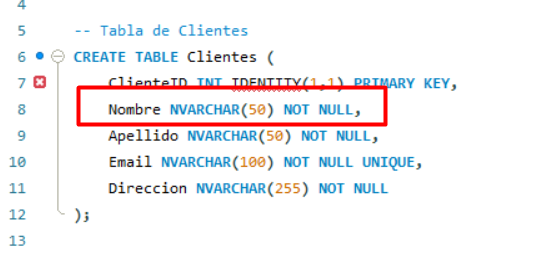 4
5 -- Tabla de Clientes
6 CREATE TABLE Clientes (
7 ClienteID INT IDENTITY(1,1) PRIMARY KEY,
8 Nombre NVARCHAR(50) NOT NULL,
9 Apellido NVARCHAR(50) NOT NULL,
10 Email NVARCHAR(100) NOT NULL UNIQUE,
11 Direccion NVARCHAR(255) NOT NULL
12 );
13